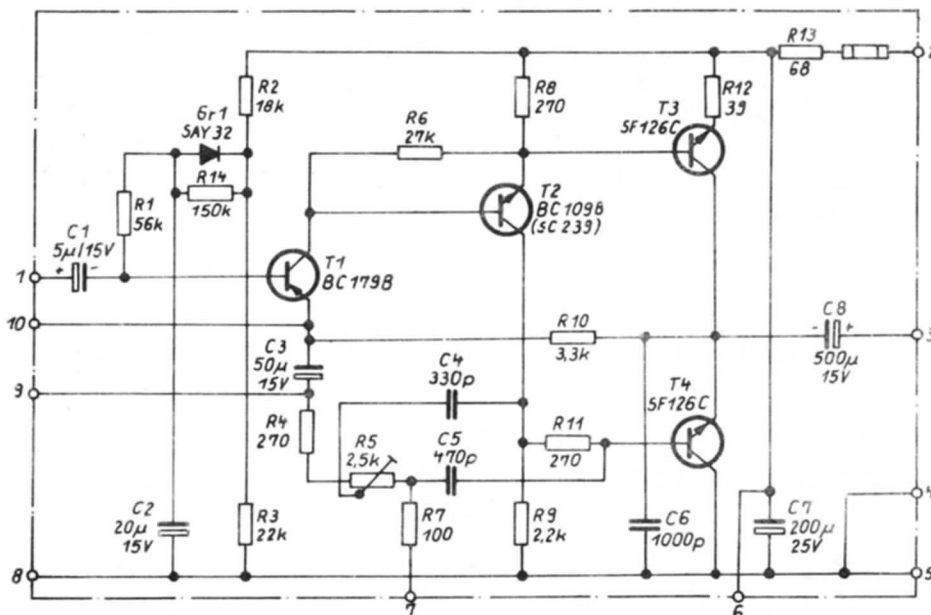 R13
68
2
R2
18k
R8
270
R12
39
T3
SF126C
Gr1
SAY32
R6
27k
R14
150k
R1
56k
T2
BC109B
(SC239)
C1
5µ/15V
+
-
1
T1
BC179B
10
C3
50µ
15V
R10
3,3k
C8
-
+
500µ
15V
3
9
C4
330p
T4
SF126C
R4
270
R5
2,5k
C5
470p
R11
270
4
C2
20µ
15V
R3
22k
R7
100
R9
2,2k
C6
1000p
C7
200µ
25V
8
5
7
6